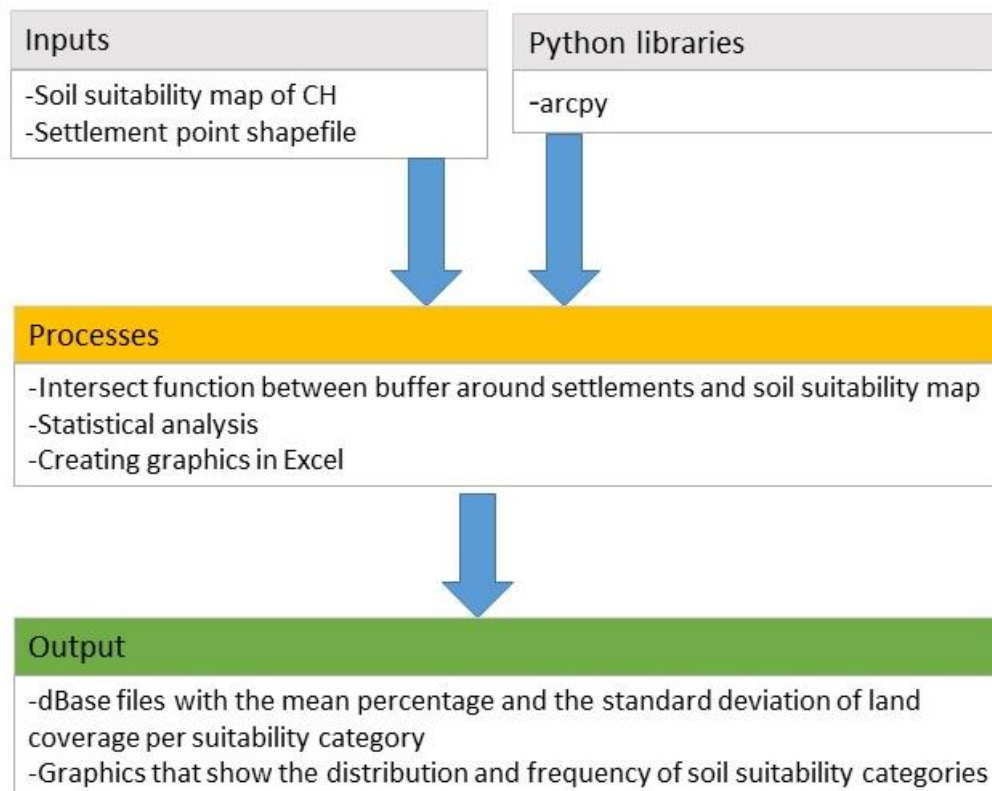 Inputs
-Soil suitability map of CH
-Settlement point shapefile
Python libraries
-arcpy
Processes
-Intersect function between buffer around settlements and soil suitability map
-Statistical analysis
-Creating graphics in Excel
Output
-dBase files with the mean percentage and the standard deviation of land
coverage per suitability category
-Graphics that show the distribution and frequency of soil suitability categories